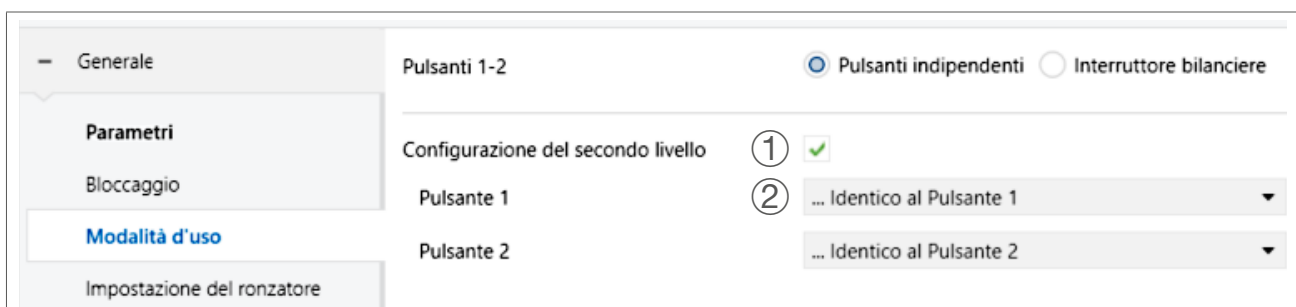 Generale
Parametri
Bloccaggio
Modalità d'uso
Impostazione del ronzatore
Pulsanti 1-2
Pulsanti indipendenti Interruttore bilanciere
Configurazione del secondo livello ①
Pulsante 1 ② ... Identico al Pulsante 1
Pulsante 2 ... Identico al Pulsante 2